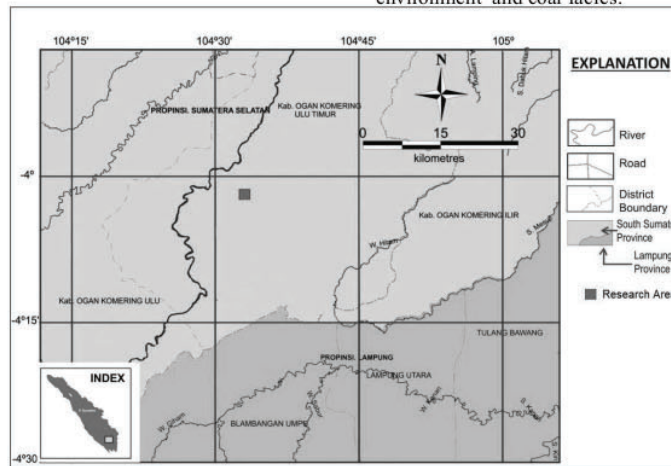 environment and coal facies.
104°15' 104°30' 104°45' 105°
EXPLANATION
N
PROPINSI. SUMATERA SELATAN
Kab. OGAN KOMERING
ULU TIMUR
0 15 30
kilometres
River
Road
District
Boundary
South Sumat
Province
Lampung
Province
Research Area
-4°
Kab. OGAN KOMERING ILIR
W. Hitam
Kab. OGAN KOMERING ULU
-4°15'
TULANG BAWANG
PROPINSI. LAMPUNG
LAMPUNG UTARA
INDEX
BLAMBANGAN UMPU
-4°30'